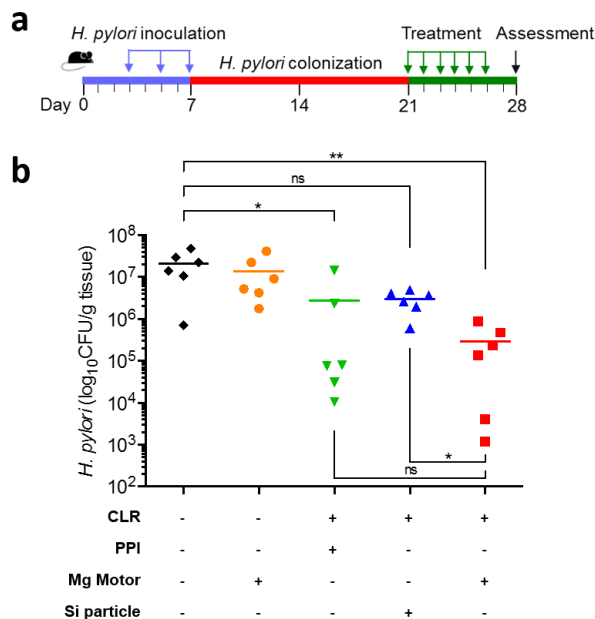 a
H. pylori inoculation
Treatment
Assessment
H. pylori colonization
Day 0 7 14 21 28
b
**
ns
*
10^8
10^7
10^6
10^5
10^4
10^3
10^2
H. pylori (log10CFU/g tissue)
*
ns
CLR - - + + +
PPI - - + - -
Mg Motor - + - - +
Si particle - - - + -